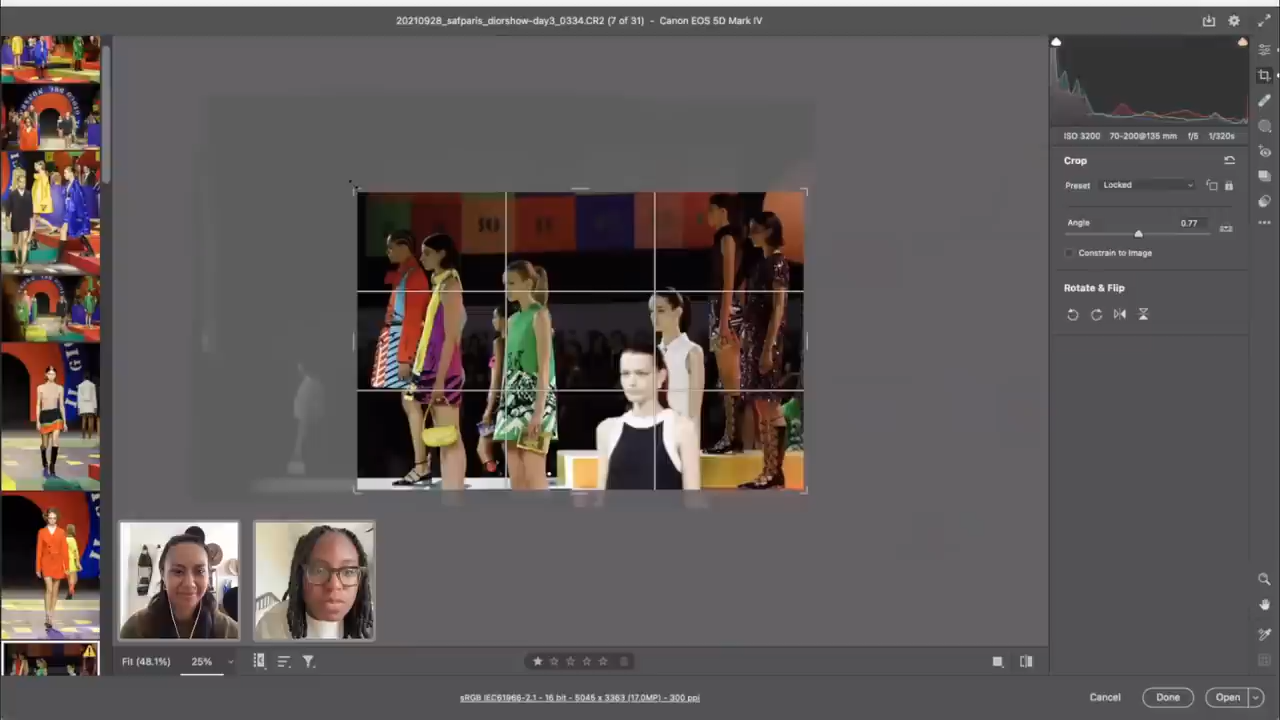 20210928_safparis_diorshow-day3_0334.CR2 (7 of 31) - Canon EOS 5D Mark IV
ISO 3200 70-200@135 mm f/5 1/320s
Crop
Preset Locked
Angle 0.77
Constrain to Image
Rotate & Flip
Fit (48.1%) 25%
sRGB IEC61966-2.1 - 16 bit - 5045 x 3363 (17.0MP) - 300 ppi
Cancel Done Open